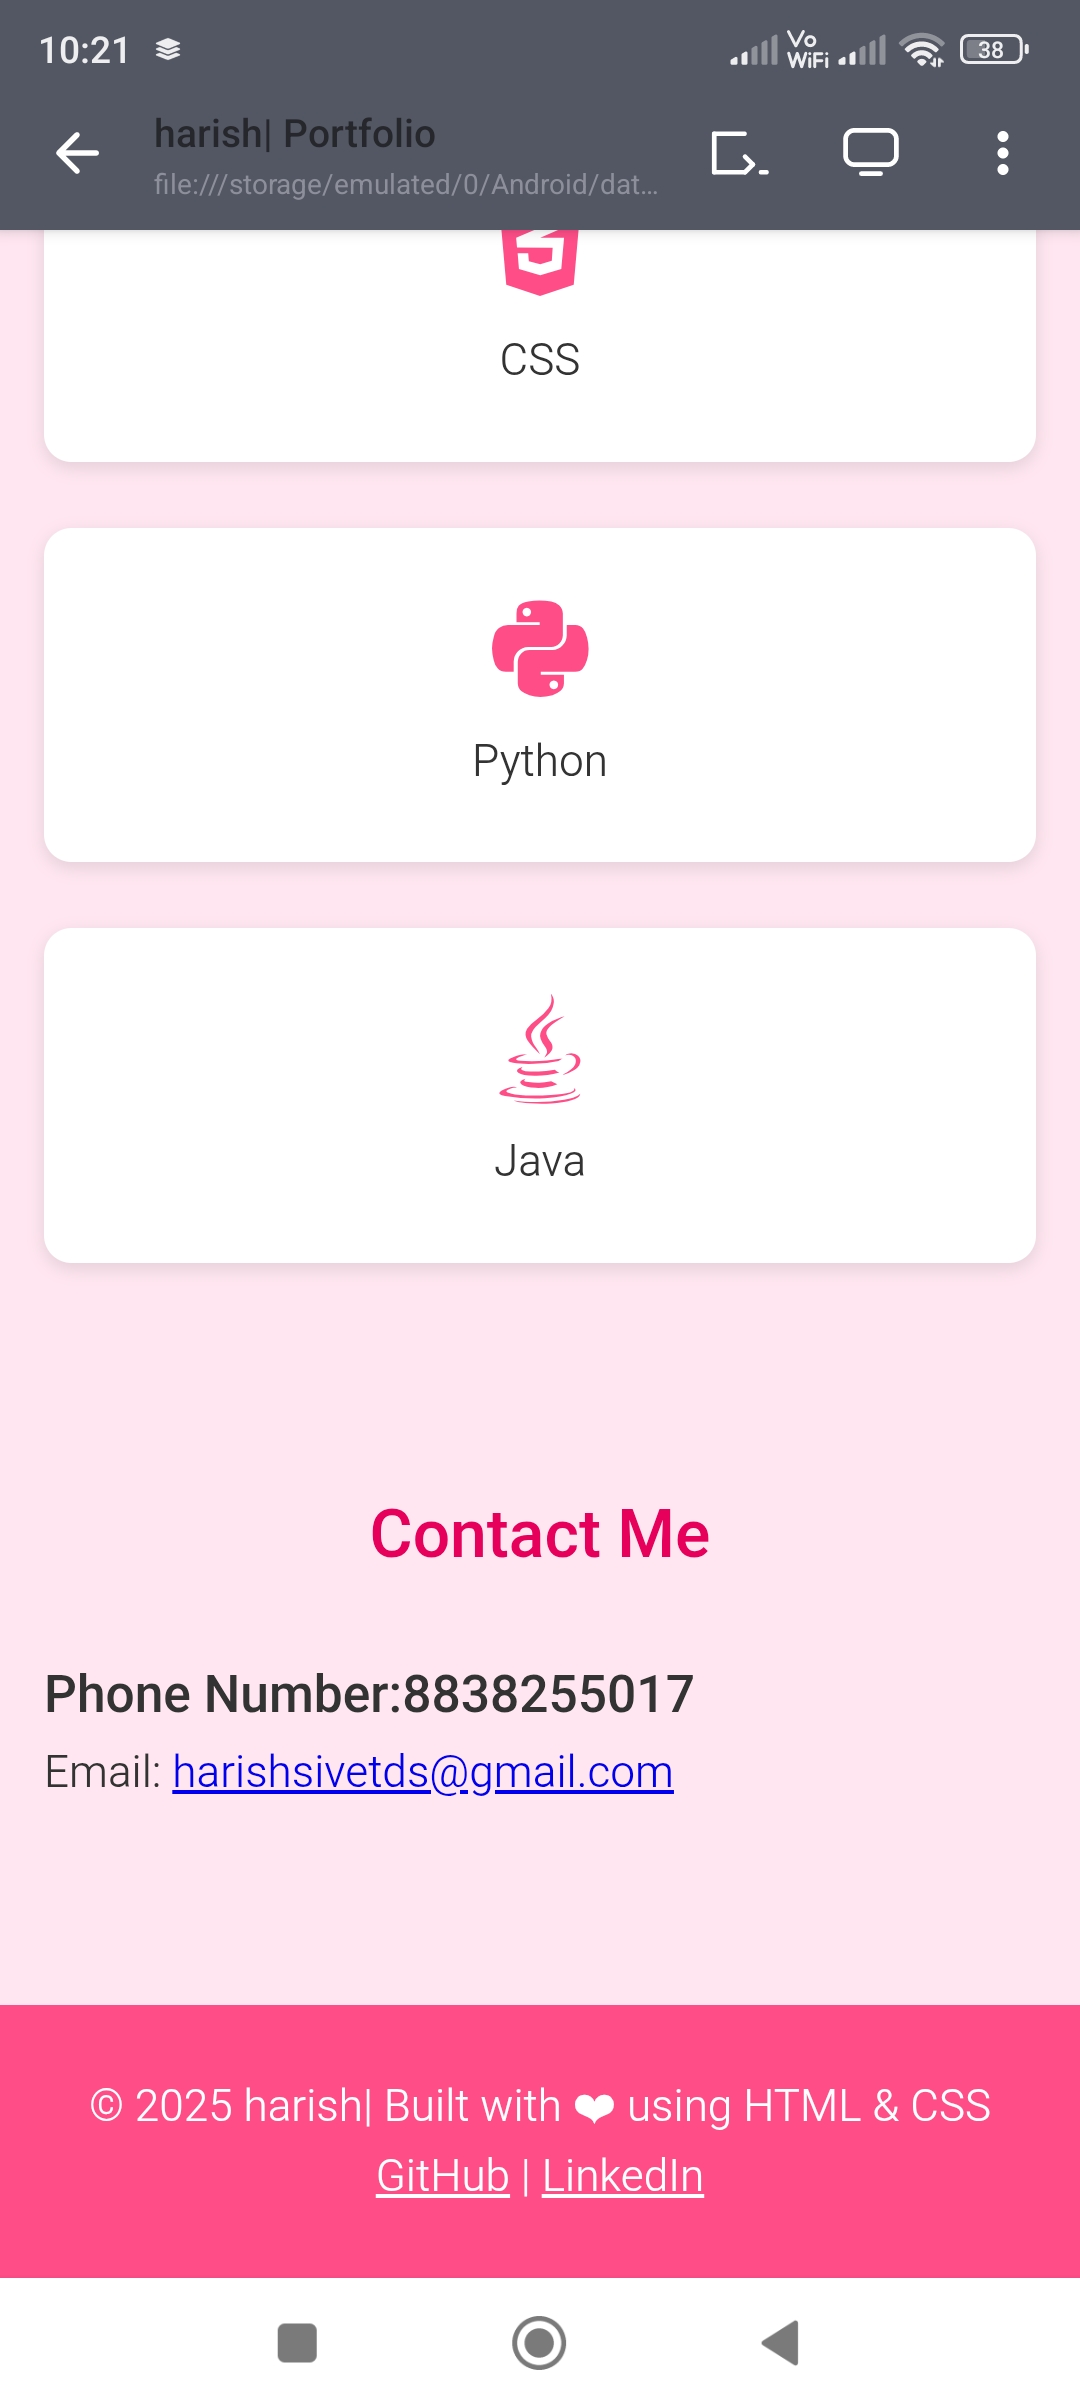 10:21
Vo
WiFi
38
harish| Portfolio
file:///storage/emulated/0/Android/dat...
CSS
Python
Java
Contact Me
Phone Number:8838255017
Email: harishsivetds@gmail.com
© 2025 harish| Built with ❤ using HTML & CSS
GitHub | LinkedIn